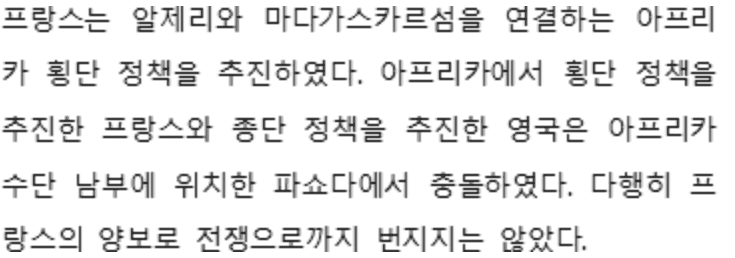 프랑스는 알제리와 마다가스카르섬을 연결하는 아프리
카 횡단 정책을 추진하였다. 아프리카에서 횡단 정책을
추진한 프랑스와 종단 정책을 추진한 영국은 아프리카
수단 남부에 위치한 파쇼다에서 충돌하였다. 다행히 프
랑스의 양보로 전쟁으로까지 번지지는 않았다.